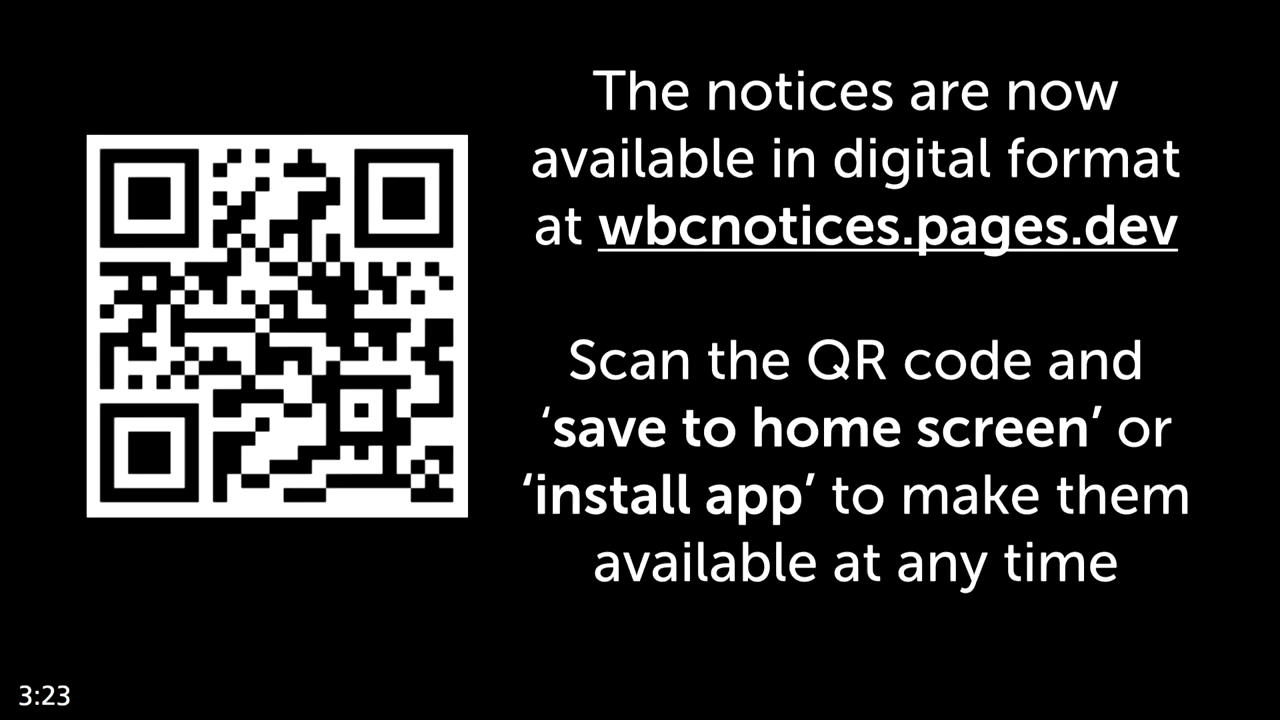 The notices are now
available in digital format
at wbcnotices.pages.dev
Scan the QR code and
‘save to home screen’ or
‘install app’ to make them
available at any time
3:23